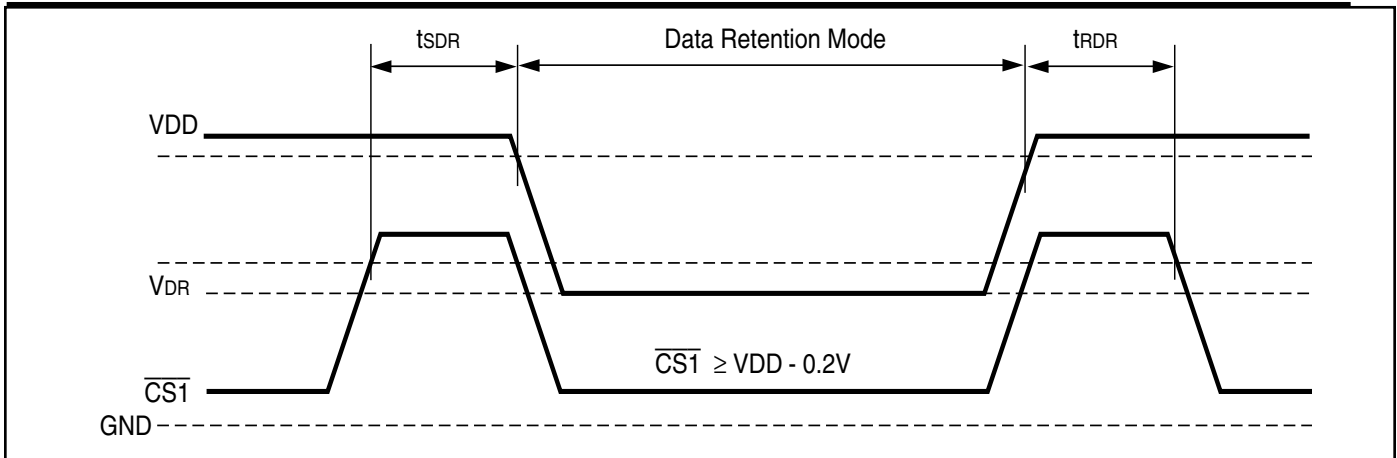 tSDR Data Retention Mode tRDR
VDD
VDR
CS1 ≥ VDD - 0.2V
CS1
GND